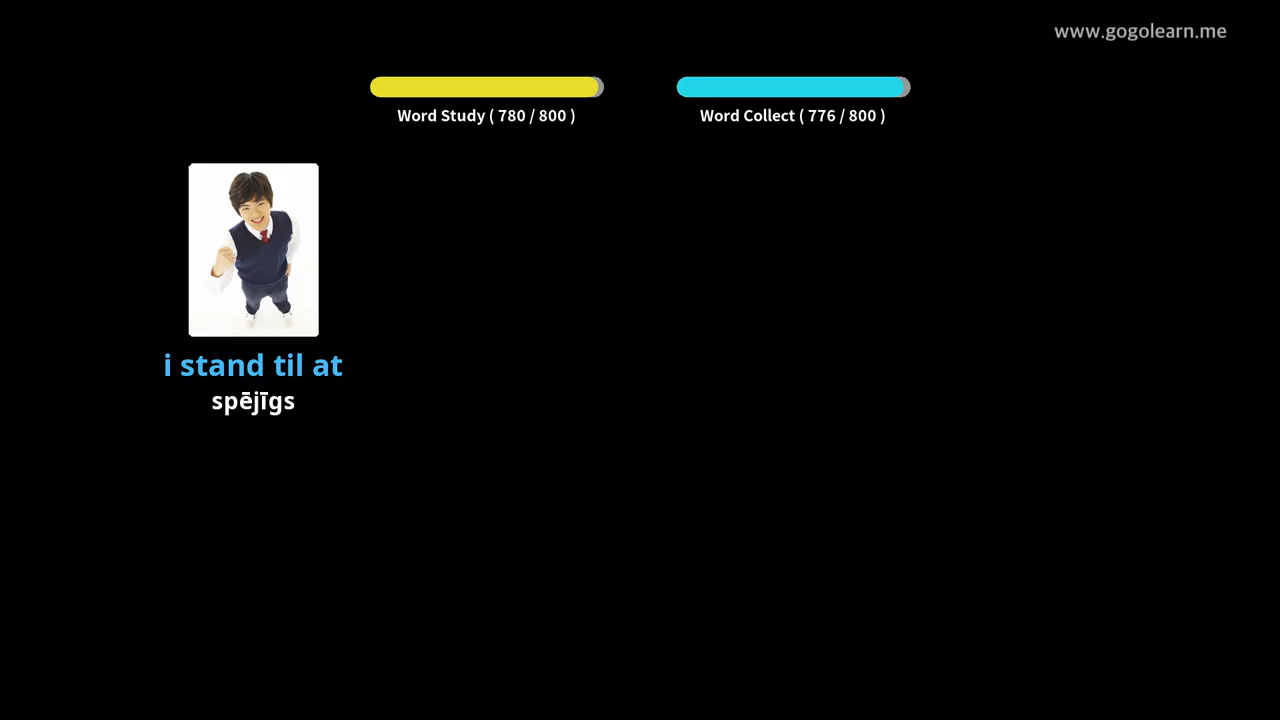 www.gogolearn.me
Word Study ( 780 / 800 )
Word Collect ( 776 / 800 )
i stand til at
spējīgs